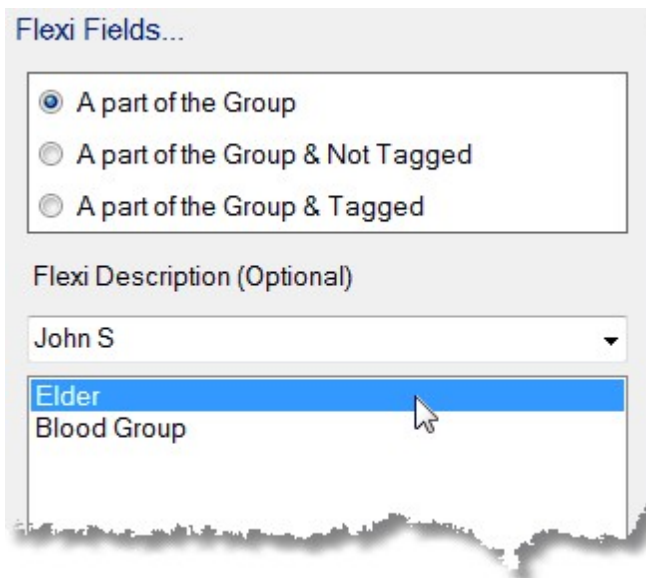 Flexi Fields...
A part of the Group
A part of the Group & Not Tagged
A part of the Group & Tagged
Flexi Description (Optional)
John S
Elder
Blood Group